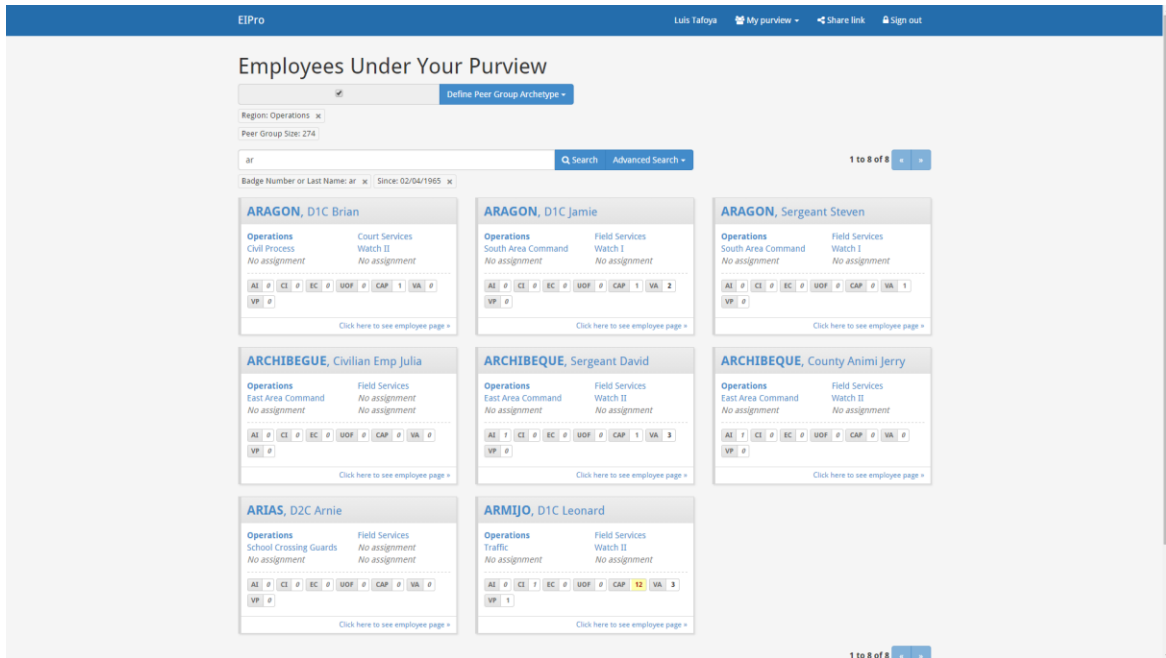 EIPro Luis Tafoya My purview Share link Sign out
Employees Under Your Purview
Define Peer Group Archetype
Region: Operations x
Peer Group Size: 274
ar Search Advanced Search 1 to 8 of 8 « »
Badge Number or Last Name: ar x Since: 02/04/1965 x
ARAGON, D1C Brian
Operations Court Services
Civil Process Watch II
No assignment No assignment
AI 0 CI 0 EC 0 UOF 0 CAP 1 VA 0
VP 0
Click here to see employee page »
ARAGON, D1C Jamie
Operations Field Services
South Area Command Watch I
No assignment No assignment
AI 0 CI 0 EC 0 UOF 0 CAP 1 VA 2
VP 0
Click here to see employee page »
ARAGON, Sergeant Steven
Operations Field Services
South Area Command Watch I
No assignment No assignment
AI 0 CI 0 EC 0 UOF 0 CAP 0 VA 1
VP 0
Click here to see employee page »
ARCHIBEGUE, Civilian Emp Julia
Operations Field Services
East Area Command No assignment
No assignment No assignment
AI 0 CI 0 EC 0 UOF 0 CAP 0 VA 0
VP 0
Click here to see employee page »
ARCHIBEQUE, Sergeant David
Operations Field Services
East Area Command Watch II
No assignment No assignment
AI 1 CI 0 EC 0 UOF 0 CAP 1 VA 3
VP 0
Click here to see employee page »
ARCHIBEQUE, County Animi Jerry
Operations Field Services
East Area Command Watch II
No assignment No assignment
AI 1 CI 0 EC 0 UOF 0 CAP 0 VA 0
VP 0
Click here to see employee page »
ARIAS, D2C Arnie
Operations Field Services
School Crossing Guards No assignment
No assignment No assignment
AI 0 CI 0 EC 0 UOF 0 CAP 0 VA 0
VP 0
Click here to see employee page »
ARMIJO, D1C Leonard
Operations Field Services
Traffic Watch II
No assignment No assignment
AI 0 CI 1 EC 0 UOF 0 CAP 12 VA 3
VP 1
Click here to see employee page »
1 to 8 of 8 « »